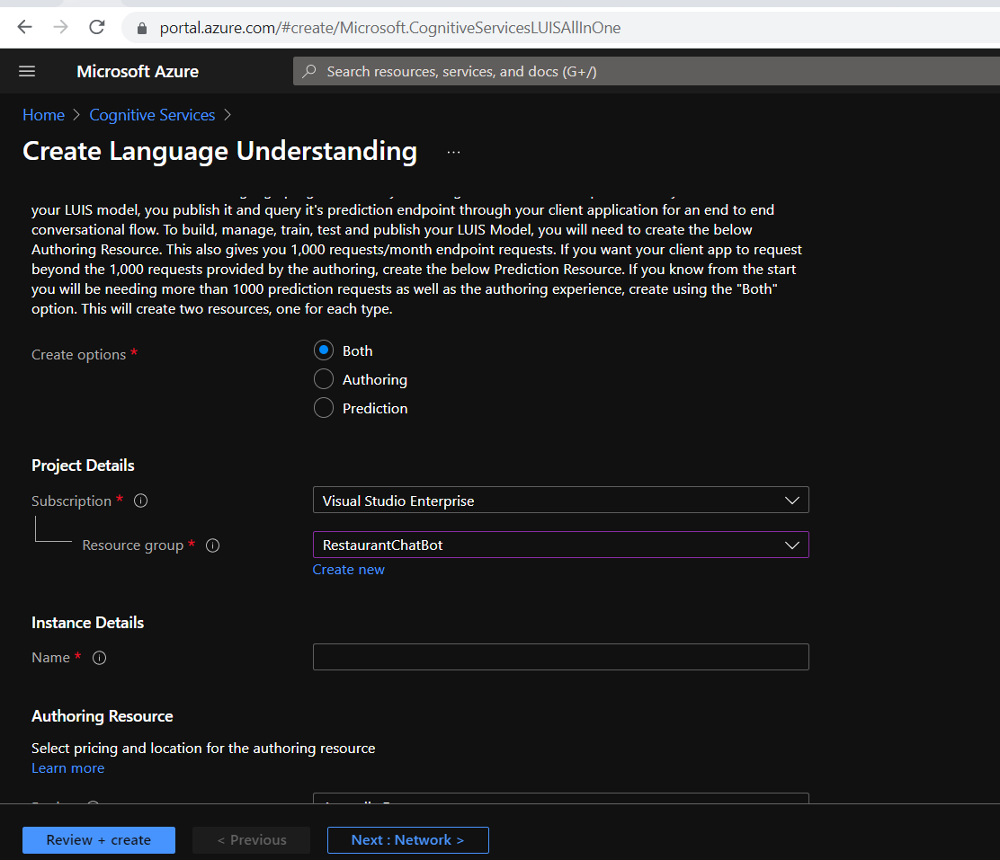 portal.azure.com/#create/Microsoft.CognitiveServicesLUISAllInOne
Microsoft Azure
Search resources, services, and docs (G+/)
Home > Cognitive Services >
Create Language Understanding ...
your LUIS model, you publish it and query it's prediction endpoint through your client application for an end to end
conversational flow. To build, manage, train, test and publish your LUIS Model, you will need to create the below
Authoring Resource. This also gives you 1,000 requests/month endpoint requests. If you want your client app to request
beyond the 1,000 requests provided by the authoring, create the below Prediction Resource. If you know from the start
you will be needing more than 1000 prediction requests as well as the authoring experience, create using the "Both"
option. This will create two resources, one for each type.
Create options *
Both
Authoring
Prediction
Project Details
Subscription *
Visual Studio Enterprise
Resource group *
RestaurantChatBot
Create new
Instance Details
Name *
Authoring Resource
Select pricing and location for the authoring resource
Learn more
Review + create
< Previous
Next : Network >